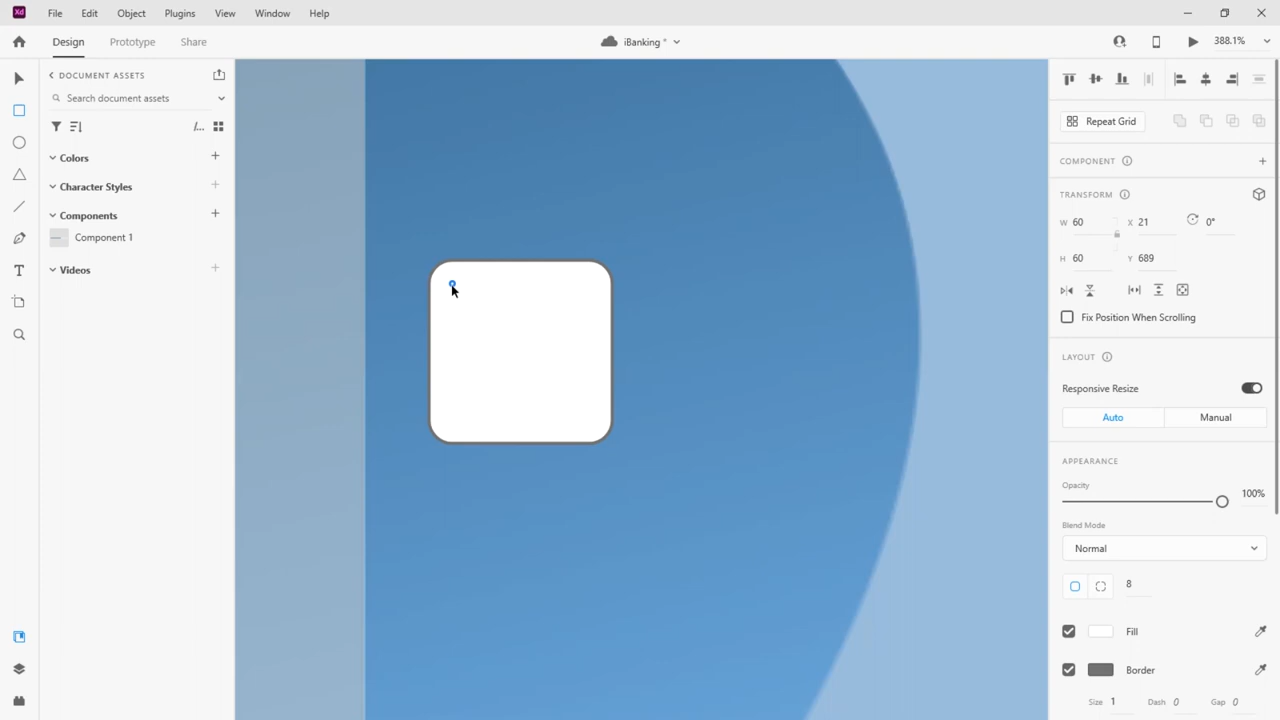 Xd File Edit Object Plugins View Window Help
Design Prototype Share iBanking * 388.1%
DOCUMENT ASSETS
Search document assets
/...
Colors
Character Styles
Components
Component 1
Videos
Repeat Grid
COMPONENT
TRANSFORM
W 60 X 21 0°
H 60 Y 689
Fix Position When Scrolling
LAYOUT
Responsive Resize
Auto Manual
APPEARANCE
Opacity
100%
Blend Mode
Normal
8
Fill
Border
Size 1 Dash 0 Gap 0